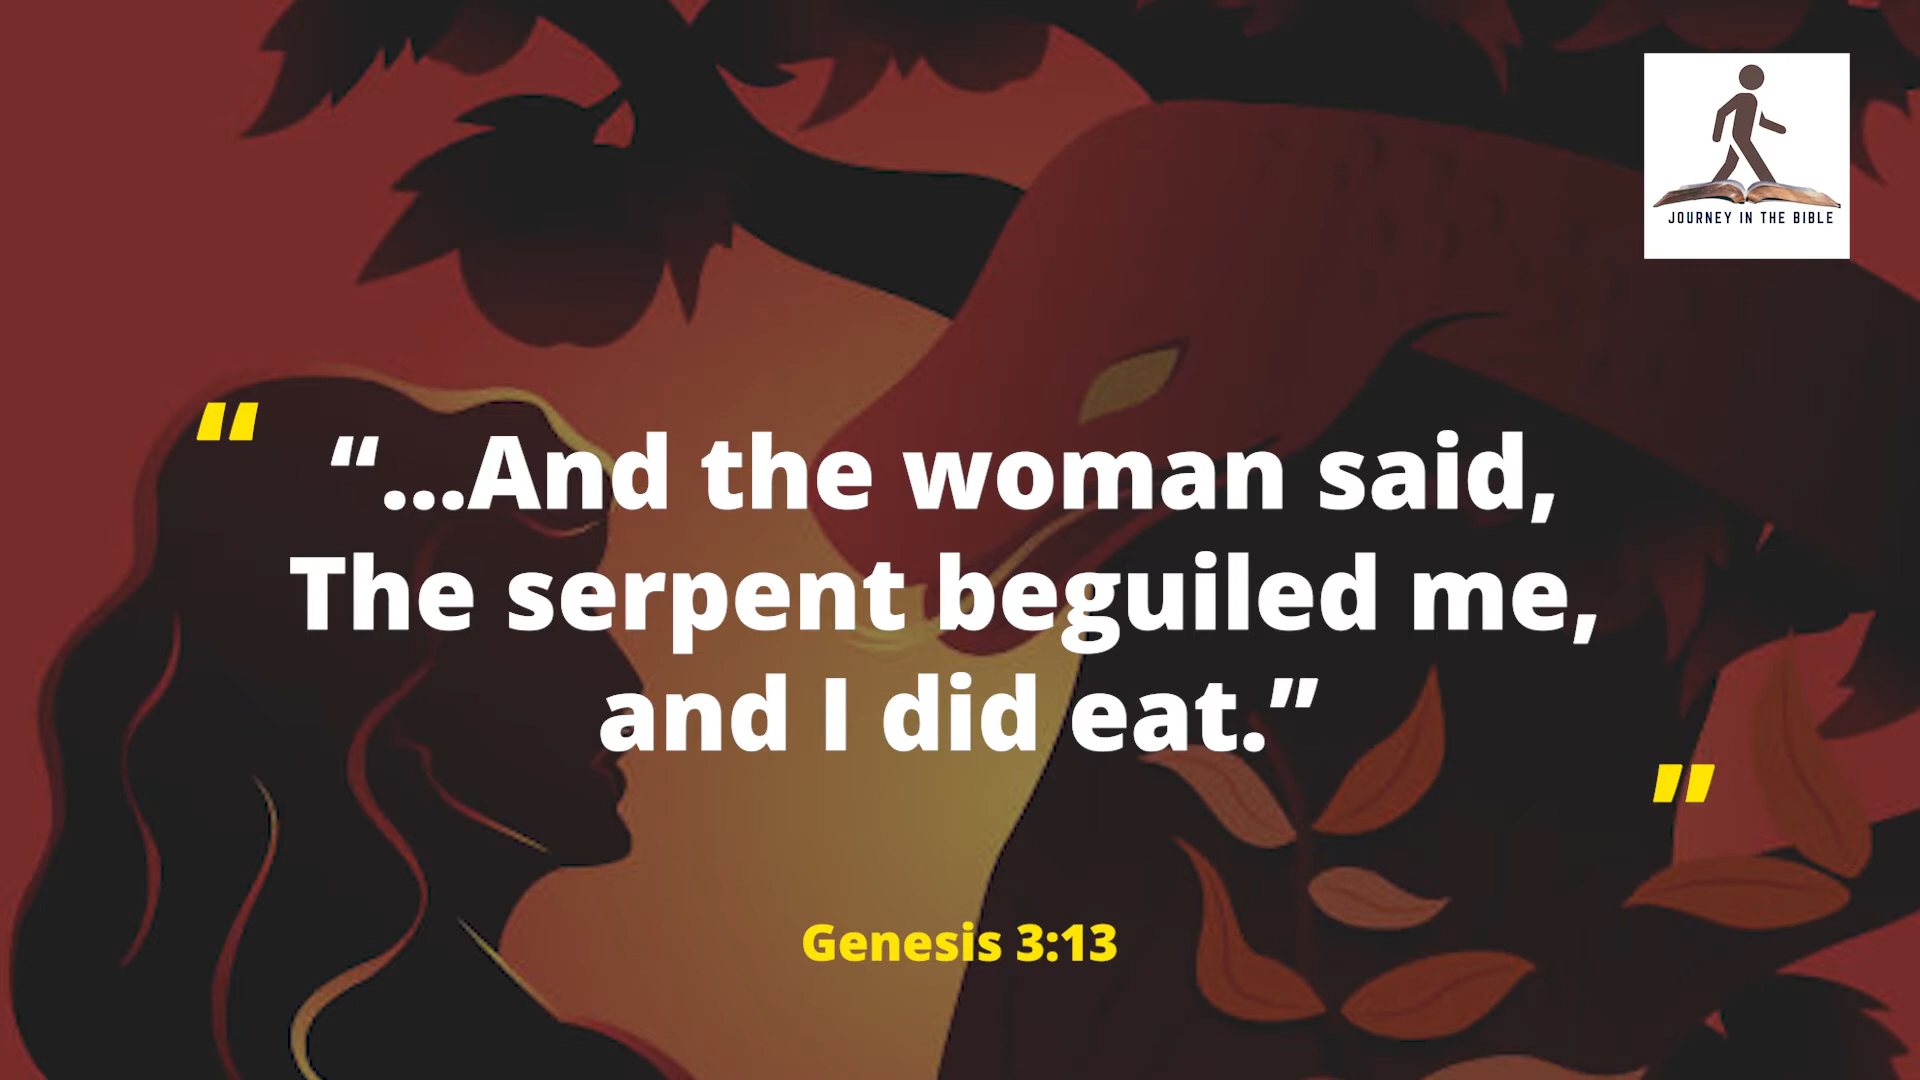 JOURNEY IN THE BIBLE
“
“...And the woman said,
The serpent beguiled me,
and I did eat.”
”
Genesis 3:13